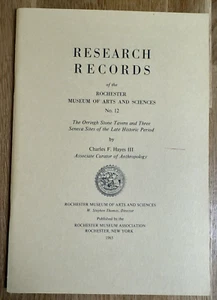 RESEARCH
RECORDS
of the
ROCHESTER
MUSEUM OF ARTS AND SCIENCES
No. 12
The Orringh Stone Tavern and Three
Seneca Sites of the Late Historic Period
by
Charles F. Hayes III
Associate Curator of Anthropology
ROCHESTER MUSEUM OF ARTS AND SCIENCES
W. Stephen Thomas, Director
Published by the
ROCHESTER MUSEUM ASSOCIATION
ROCHESTER, NEW YORK